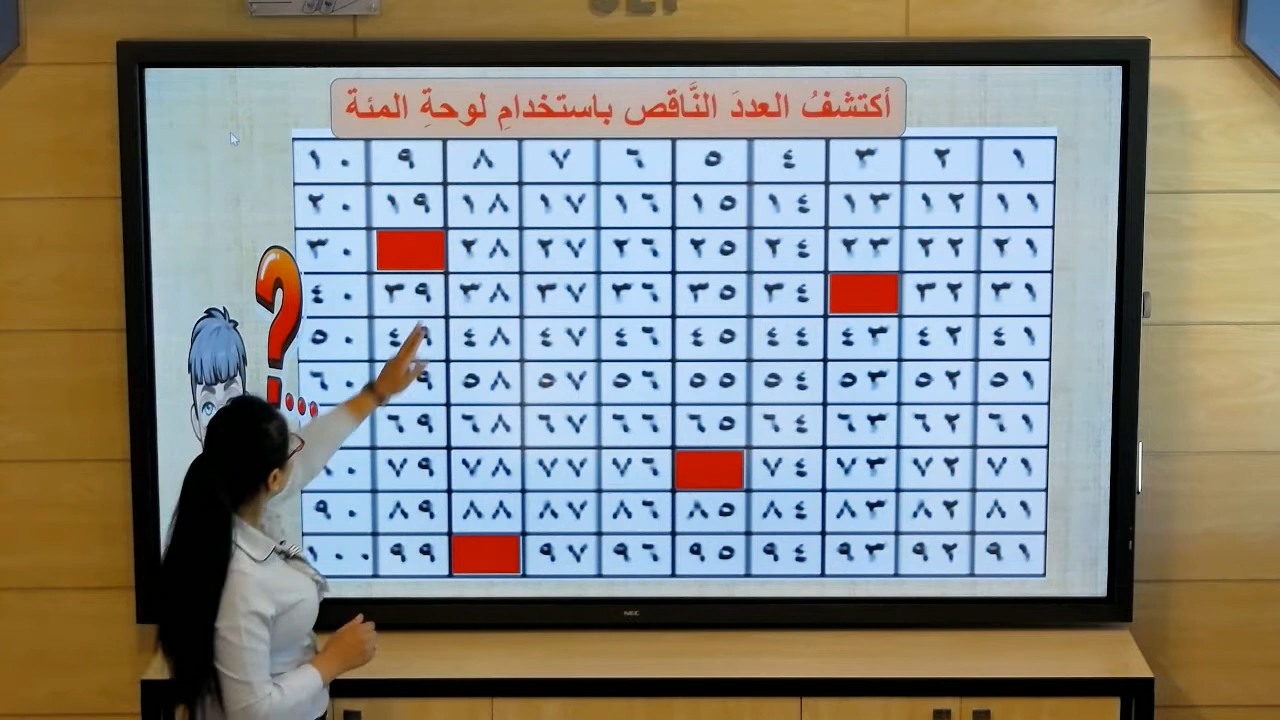 أكتشفُ العددَ النَّاقص باستخدامِ لوحةِ المئة
١ ٢ ٣ ٤ ٥ ٦ ٧ ٨ ٩ ١٠
١١ ١٢ ١٣ ١٤ ١٥ ١٦ ١٧ ١٨ ١٩ ٢٠
٢١ ٢٢ ٢٣ ٢٤ ٢٥ ٢٦ ٢٧ ٢٨ ٣٠
٣١ ٣٢ ٣٤ ٣٥ ٣٦ ٣٧ ٣٨ ٣٩ ٤٠
٤١ ٤٢ ٤٣ ٤٤ ٤٥ ٤٦ ٤٧ ٤٨ ٤٩ ٥٠
٥١ ٥٢ ٥٣ ٥٤ ٥٥ ٥٦ ٥٧ ٥٨ ٦٠
٦١ ٦٢ ٦٣ ٦٤ ٦٥ ٦٦ ٦٧ ٦٨ ٦٩
٧١ ٧٢ ٧٣ ٧٤ ٧٦ ٧٧ ٧٨ ٧٩
٨١ ٨٢ ٨٣ ٨٤ ٨٥ ٨٦ ٨٧ ٨٨ ٨٩ ٩٠
٩١ ٩٢ ٩٣ ٩٤ ٩٥ ٩٦ ٩٧ ٩٩ ١٠٠
?
NEC